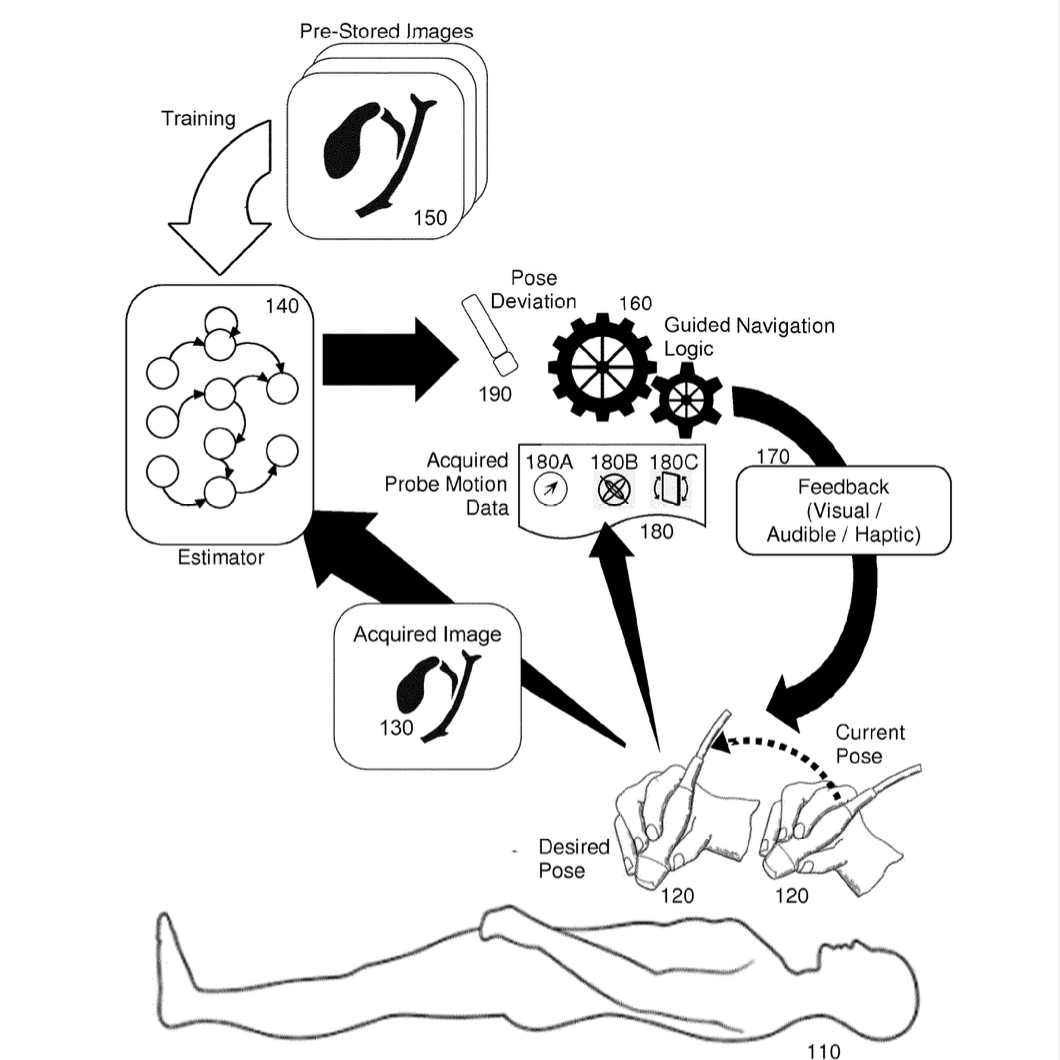 Pre-Stored Images
Training
150
140
Estimator
Pose
Deviation
190
160
Guided Navigation
Logic
Acquired
Probe Motion
Data
180A 180B 180C
180
170
Feedback
(Visual /
Audible / Haptic)
Acquired Image
130
Current
Pose
Desired
Pose
120
120
110